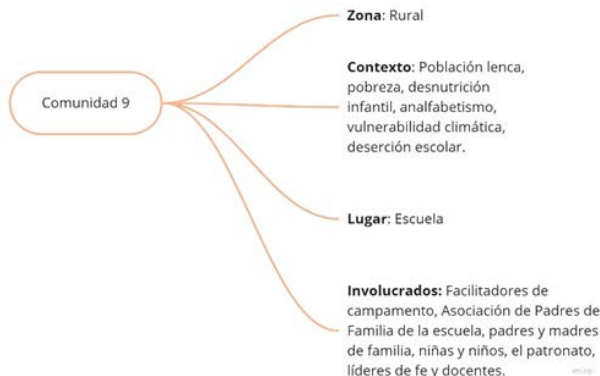 Comunidad 9
Zona: Rural
Contexto: Población lenca,
pobreza, desnutrición
infantil, analfabetismo,
vulnerabilidad climática,
deserción escolar.
Lugar: Escuela
Involucrados: Facilitadores de
campamento, Asociación de Padres de
Familia de la escuela, padres y madres
de familia, niñas y niños, el patronato,
líderes de fe y docentes.
miro